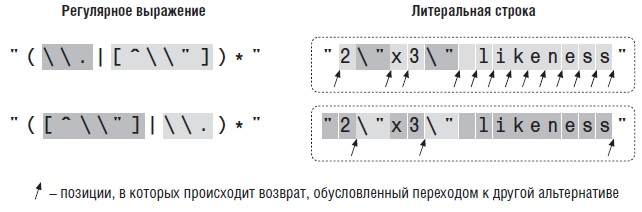 Регулярное выражение Литеральная строка
"(\\.|[^\\"])*" "2\"x3\" likeness"
"([^\\"]|\\.)*" "2\"x3\" likeness"
– позиции, в которых происходит возврат, обусловленный переходом к другой альтернативе